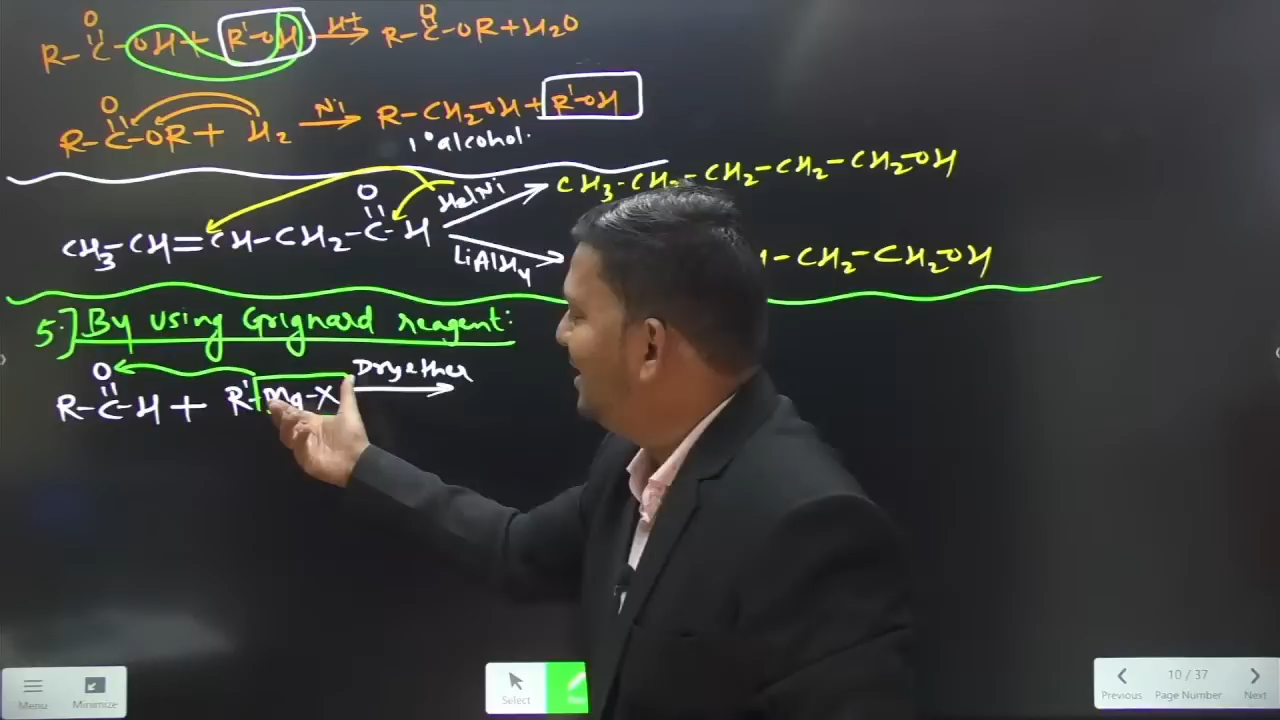 R-C(=O)-OH + R'-OH H+ → R-C(=O)-OR + H2O
R-C(=O)-OR + H2 Ni → R-CH2-OH + R'-OH
1° alcohol.
CH3-CH=CH-CH2-C(=O)-H
H2/Ni CH3-CH2-CH2-CH2-CH2-OH
LiAlH4 -CH2-CH2-OH
5.] By using Grignard reagent:
R-C(=O)-H + R'-Mg-X Dry ether →
Menu
Minimize
Select
Previous
10 / 37
Page Number
Next